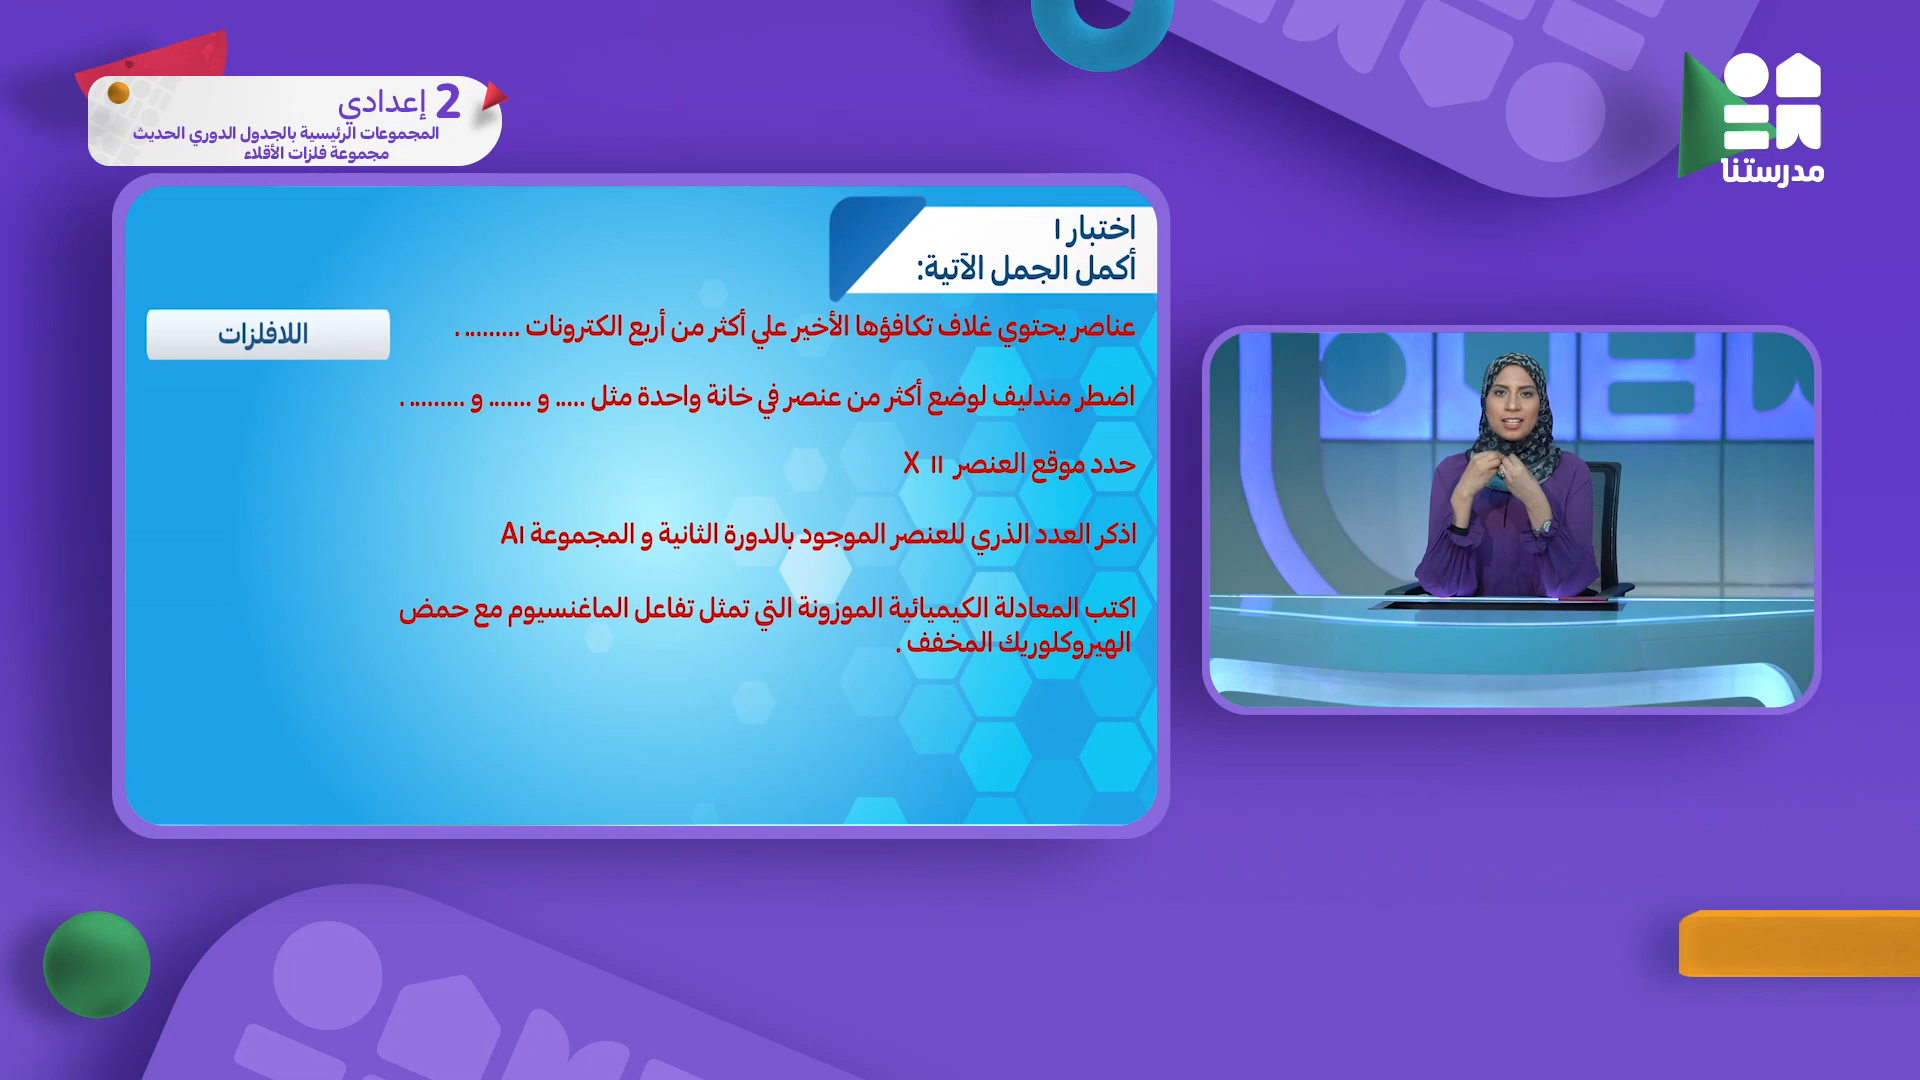 2 إعدادي
المجموعات الرئيسية بالجدول الدوري الحديث
مجموعة فلزات الأقلاء
مدرستنا
اختبار ١
أكمل الجمل الآتية:
عناصر يحتوي غلاف تكافؤها الأخير علي أكثر من أربع الكترونات ......... .
اللافلزات
اضطر مندليف لوضع أكثر من عنصر في خانة واحدة مثل ..... و ....... و ......... .
حدد موقع العنصر X ١١
اذكر العدد الذري للعنصر الموجود بالدورة الثانية و المجموعة A١
اكتب المعادلة الكيميائية الموزونة التي تمثل تفاعل الماغنسيوم مع حمض
الهيروكلوريك المخفف .